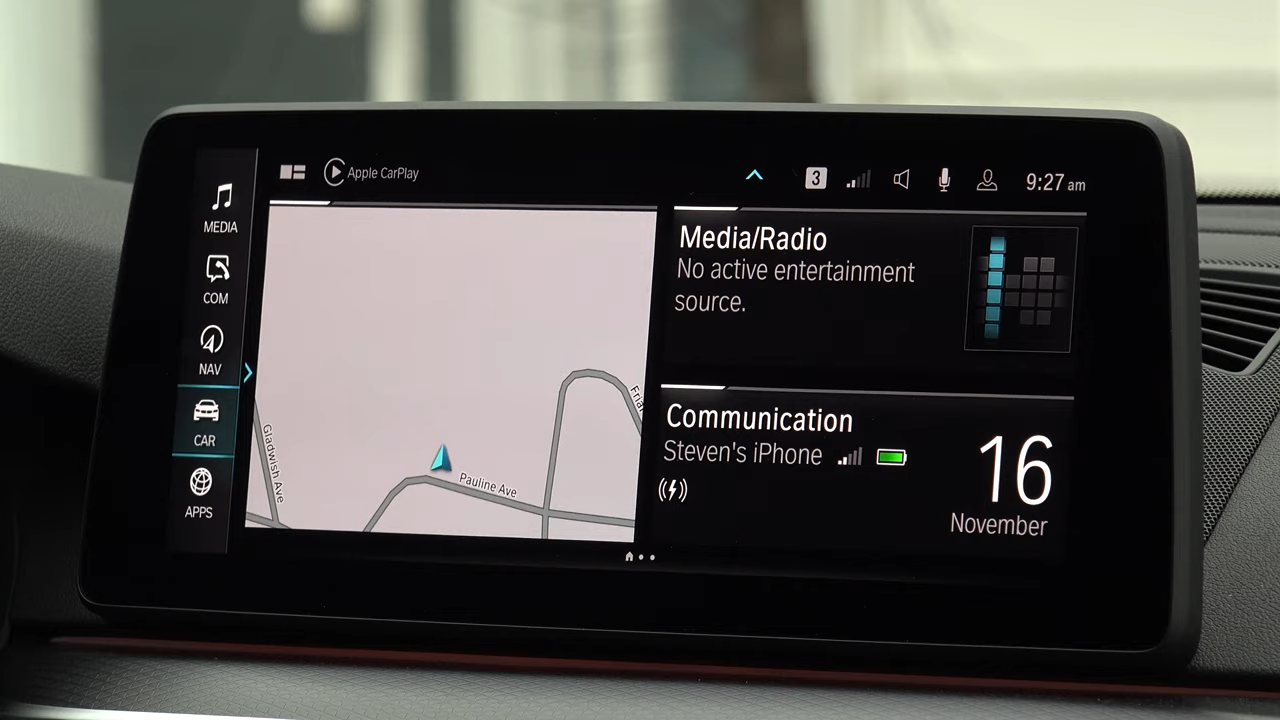 Apple CarPlay
3
9:27 am
MEDIA
COM
NAV
CAR
APPS
Gladwish Ave
Pauline Ave
Media/Radio
No active entertainment
source.
Communication
Steven's iPhone
16
November